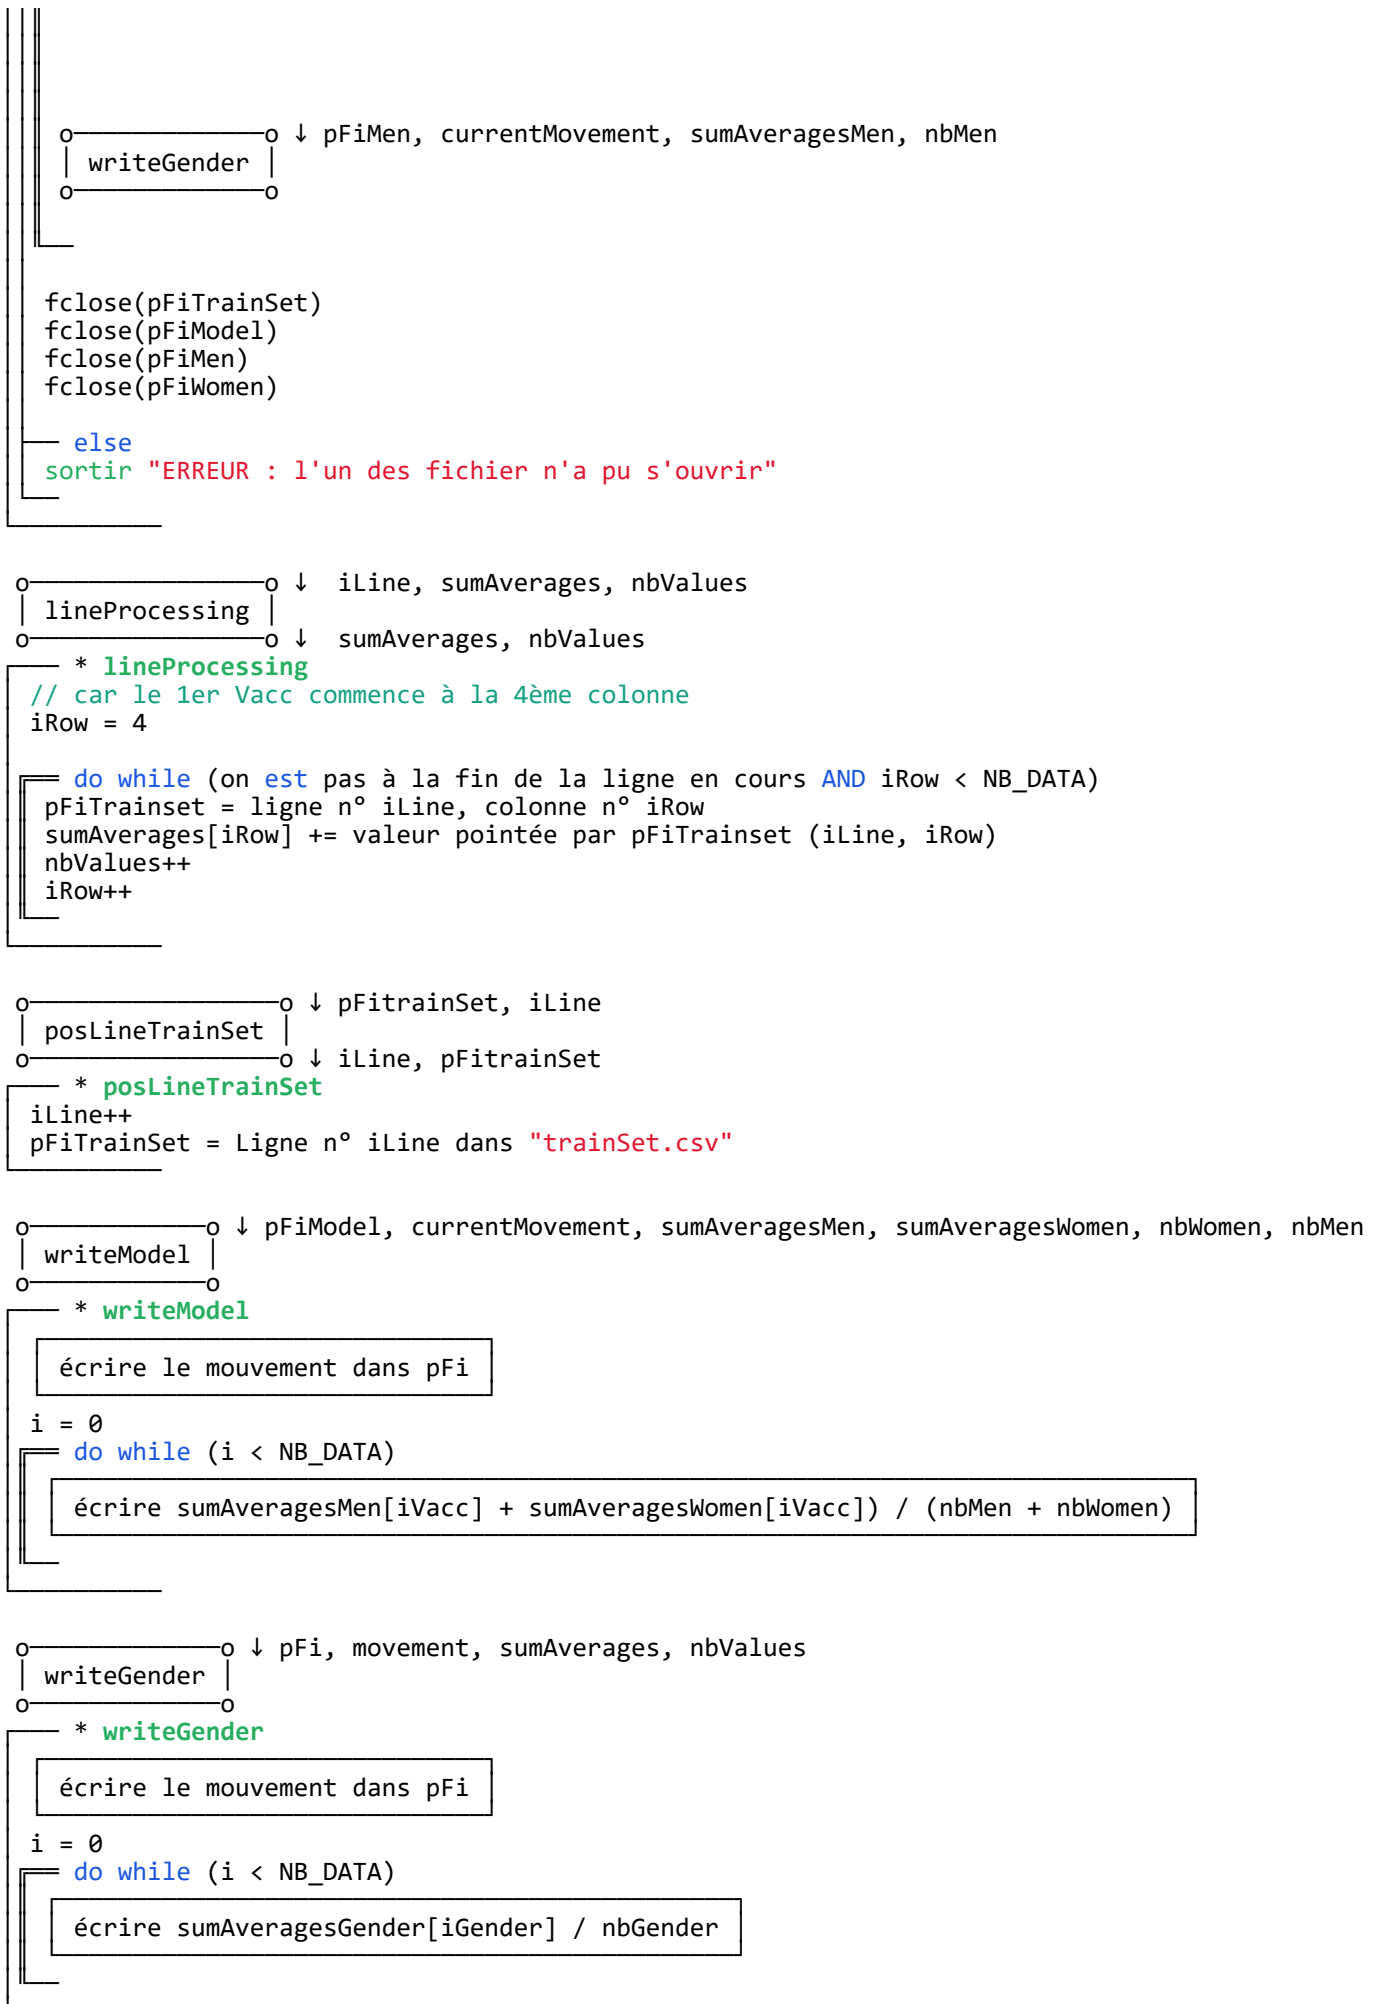 o─────────────o ↓ pFiMen, currentMovement, sumAveragesMen, nbMen
│ writeGender │
o─────────────o
fclose(pFiTrainSet)
fclose(pFiModel)
fclose(pFiMen)
fclose(pFiWomen)
else
sortir "ERREUR : l'un des fichier n'a pu s'ouvrir"
o────────────────o ↓  iLine, sumAverages, nbValues
│ lineProcessing │
o────────────────o ↓  sumAverages, nbValues
* lineProcessing
// car le 1er Vacc commence à la 4ème colonne
iRow = 4
do while (on est pas à la fin de la ligne en cours AND iRow < NB_DATA)
pFiTrainset = ligne n° iLine, colonne n° iRow
sumAverages[iRow] += valeur pointée par pFiTrainset (iLine, iRow)
nbValues++
iRow++
o─────────────────o ↓ pFitrainSet, iLine
│ posLineTrainSet │
o─────────────────o ↓ iLine, pFitrainSet
* posLineTrainSet
iLine++
pFiTrainSet = Ligne n° iLine dans "trainSet.csv"
o────────────o ↓ pFiModel, currentMovement, sumAveragesMen, sumAveragesWomen, nbWomen, nbMen
│ writeModel │
o────────────o
* writeModel
écrire le mouvement dans pFi
i = 0
do while (i < NB_DATA)
écrire sumAveragesMen[iVacc] + sumAveragesWomen[iVacc]) / (nbMen + nbWomen)
o─────────────o ↓ pFi, movement, sumAverages, nbValues
│ writeGender │
o─────────────o
* writeGender
écrire le mouvement dans pFi
i = 0
do while (i < NB_DATA)
écrire sumAveragesGender[iGender] / nbGender